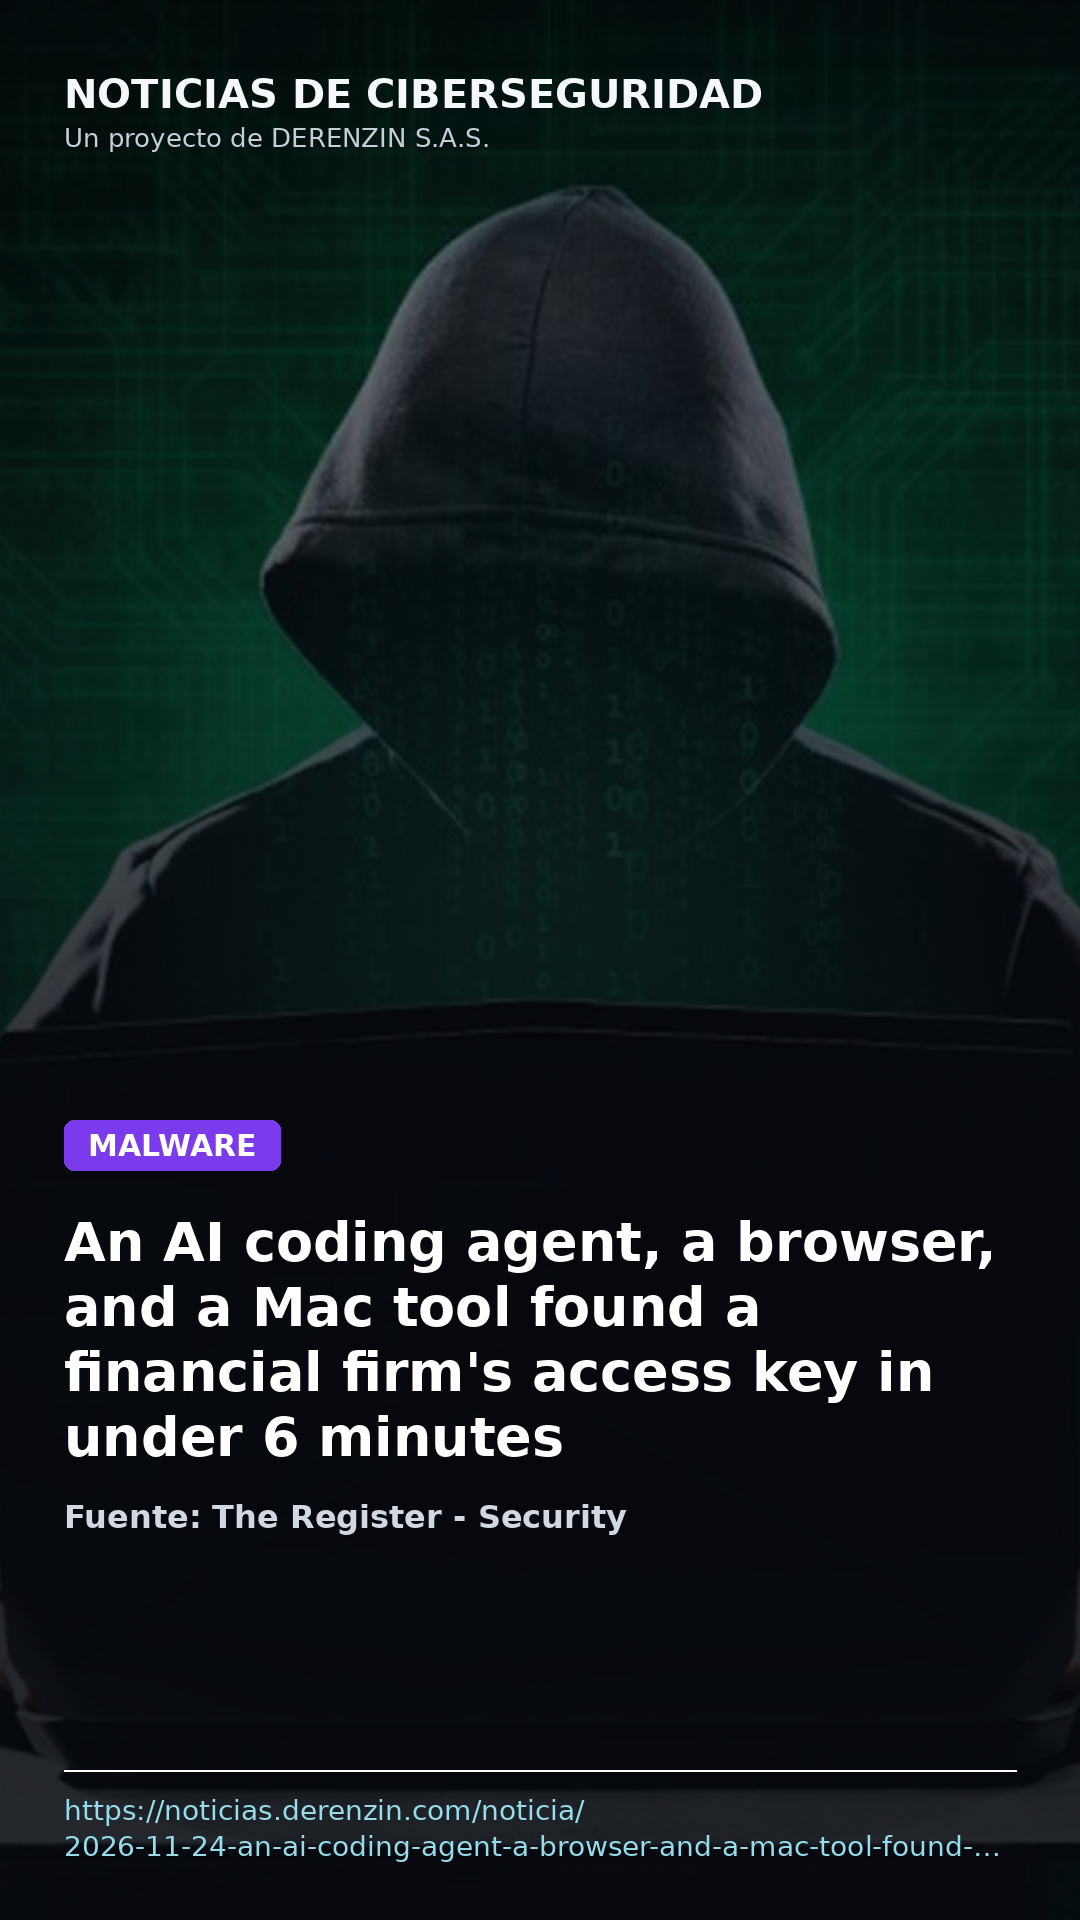 NOTICIAS DE CIBERSEGURIDAD
Un proyecto de DERENZIN S.A.S.
MALWARE
An AI coding agent, a browser,
and a Mac tool found a
financial firm's access key in
under 6 minutes
Fuente: The Register - Security
https://noticias.derenzin.com/noticia/
2026-11-24-an-ai-coding-agent-a-browser-and-a-mac-tool-found-…